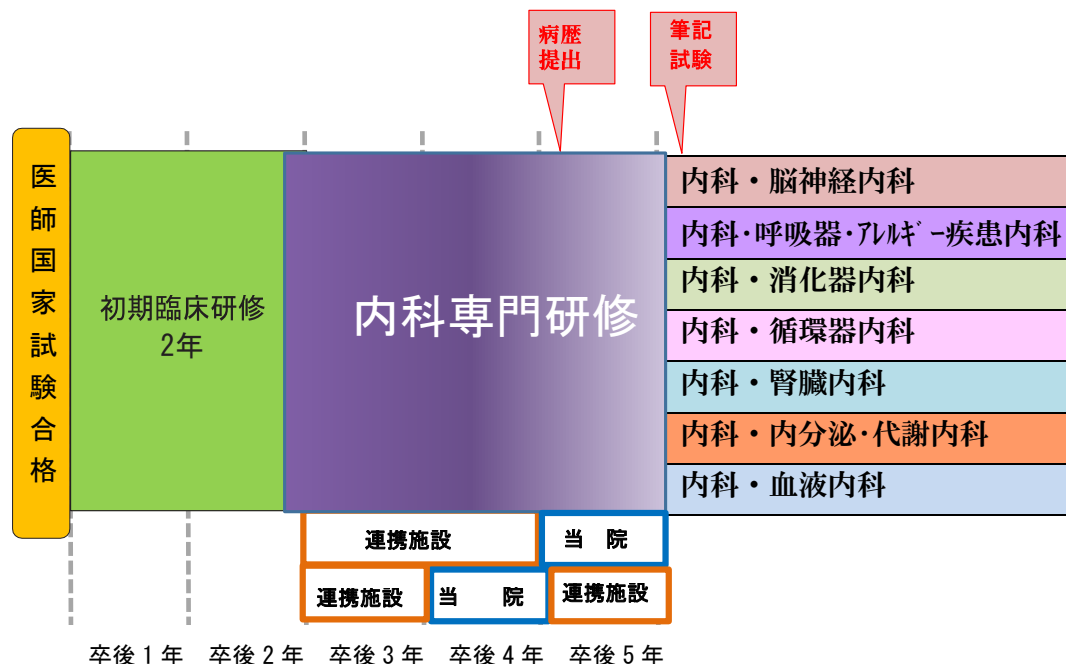 病歴
提出
筆記
試験
医師国家試験合格
初期臨床研修
2年
内科専門研修
内科・脳神経内科
内科・呼吸器・ｱﾚﾙｷﾞｰ疾患内科
内科・消化器内科
内科・循環器内科
内科・腎臓内科
内科・内分泌・代謝内科
内科・血液内科
連携施設 当 院
連携施設 当 院 連携施設
卒後１年 卒後２年 卒後３年 卒後４年 卒後５年